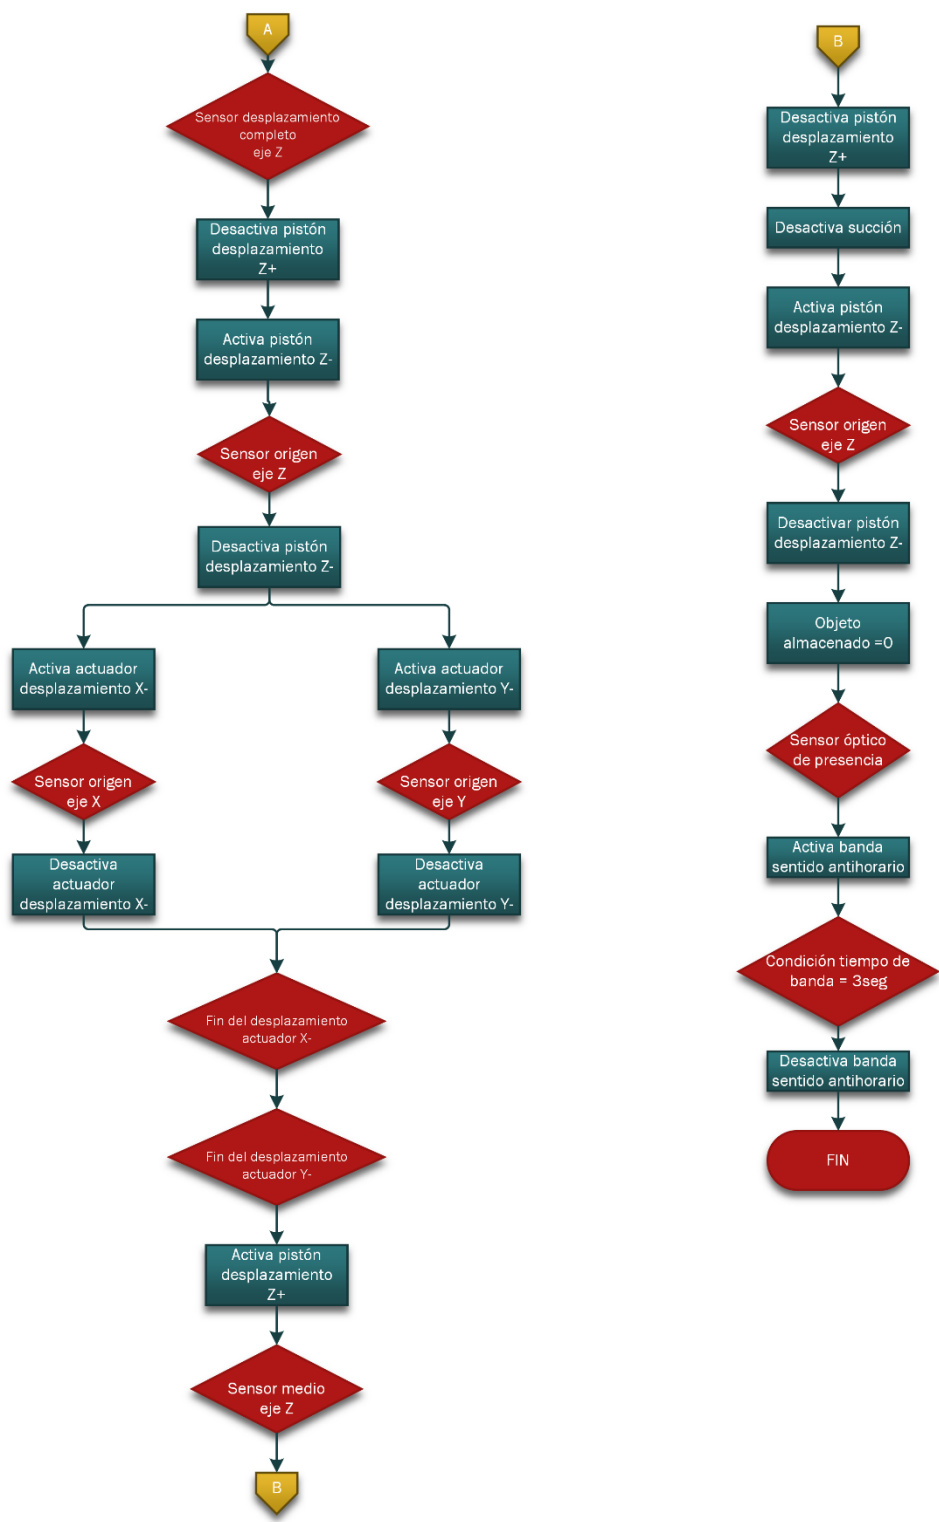 A
Sensor desplazamiento
completo
eje Z
Desactiva pistón
desplazamiento
Z+
Activa pistón
desplazamiento Z-
Sensor origen
eje Z
Desactiva pistón
desplazamiento Z-
Activa actuador
desplazamiento X-
Sensor origen
eje X
Desactiva
actuador
desplazamiento X-
Activa actuador
desplazamiento Y-
Sensor origen
eje Y
Desactiva
actuador
desplazamiento Y-
Fin del desplazamiento
actuador X-
Fin del desplazamiento
actuador Y-
Activa pistón
desplazamiento
Z+
Sensor medio
eje Z
B
B
Desactiva pistón
desplazamiento
Z+
Desactiva succión
Activa pistón
desplazamiento Z-
Sensor origen
eje Z
Desactivar pistón
desplazamiento Z-
Objeto
almacenado =0
Sensor óptico
de presencia
Activa banda
sentido antihorario
Condición tiempo de
banda = 3seg
Desactiva banda
sentido antihorario
FIN